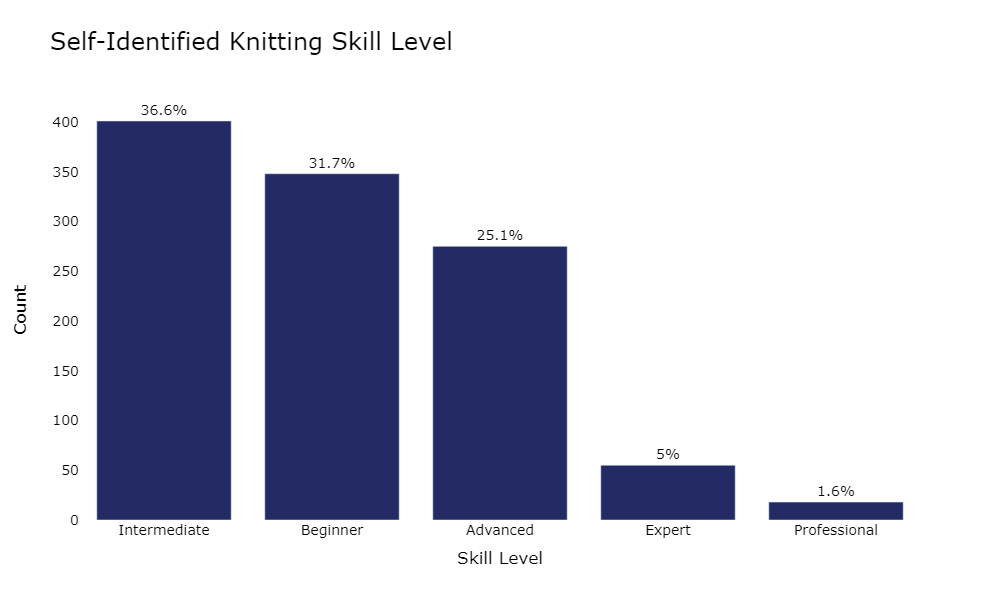 Self-Identified Knitting Skill Level
36.6%
31.7%
25.1%
5%
1.6%
400
350
300
250
200
150
100
50
0
Count
Intermediate
Beginner
Advanced
Expert
Professional
Skill Level